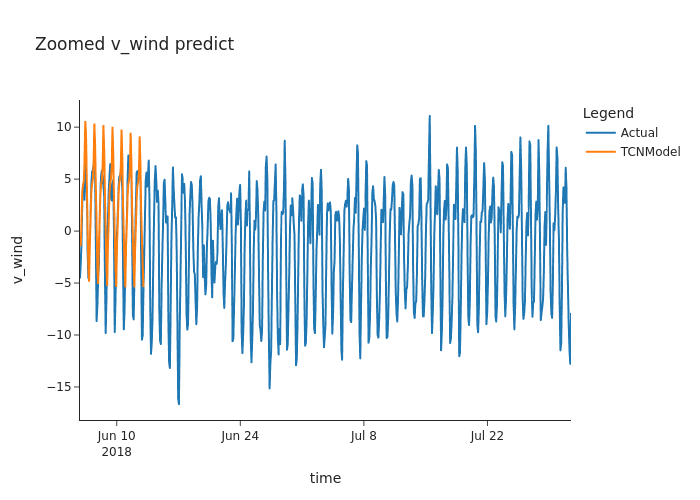 Zoomed v_wind predict
Legend
Actual
TCNModel
10
5
0
−5
−10
−15
v_wind
Jun 10
2018
Jun 24
Jul 8
Jul 22
time